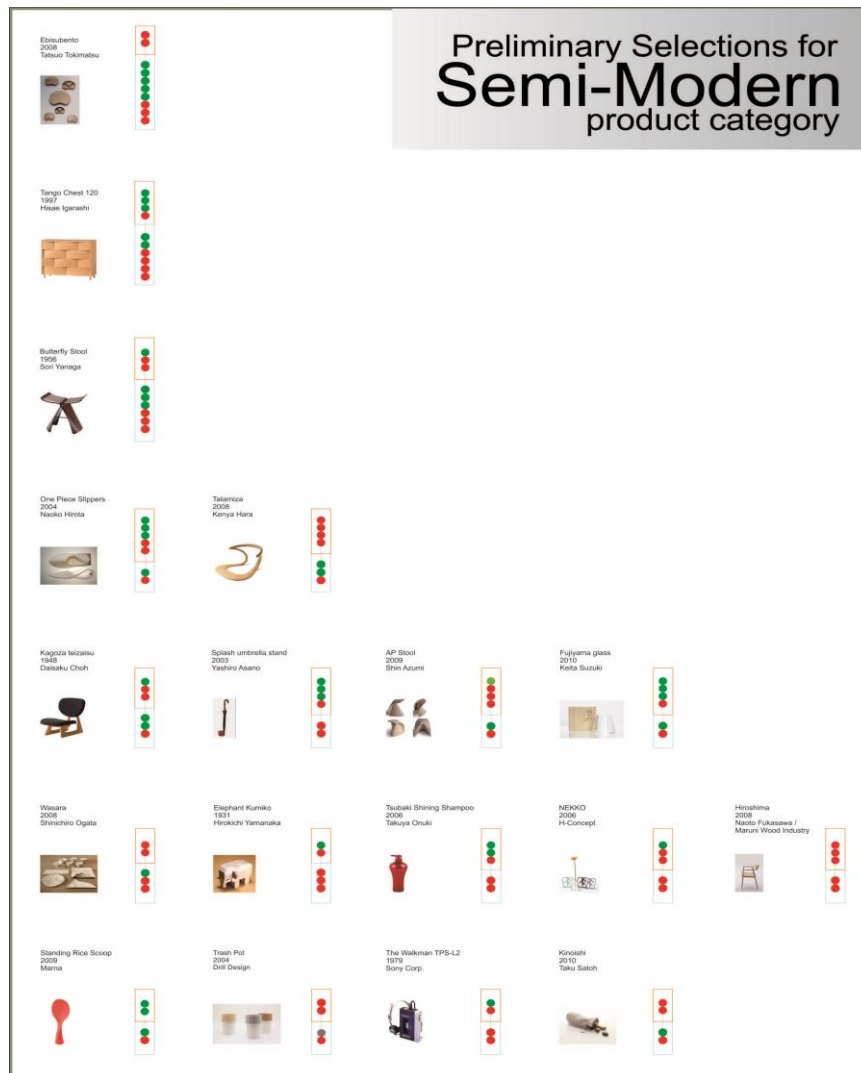 Preliminary Selections for
Semi-Modern
product category
Ebisubento
2008
Tatsuo Tokimatsu
Tango Chest 120
1997
Hisae Igarashi
Butterfly Stool
1956
Sori Yanaga
One Piece Slippers
2004
Naoko Hirota
Tatamiza
2008
Kenya Hara
Kagoza teizaisu
1948
Daisaku Choh
Splash umbrella stand
2003
Yashiro Asano
AP Stool
2009
Shin Azumi
Fujiyama glass
2010
Keita Suzuki
Wasara
2008
Shinichiro Ogata
Elephant Kumiko
1931
Hirokichi Yamanaka
Tsubaki Shining Shampoo
2006
Takuya Onuki
NEKKO
2006
H-Concept
Hiroshima
2008
Naoto Fukasawa /
Maruni Wood Industry
Standing Rice Scoop
2009
Marna
Trash Pot
2004
Drill Design
The Walkman TPS-L2
1979
Sony Corp.
Kinoishi
2010
Taku Satoh